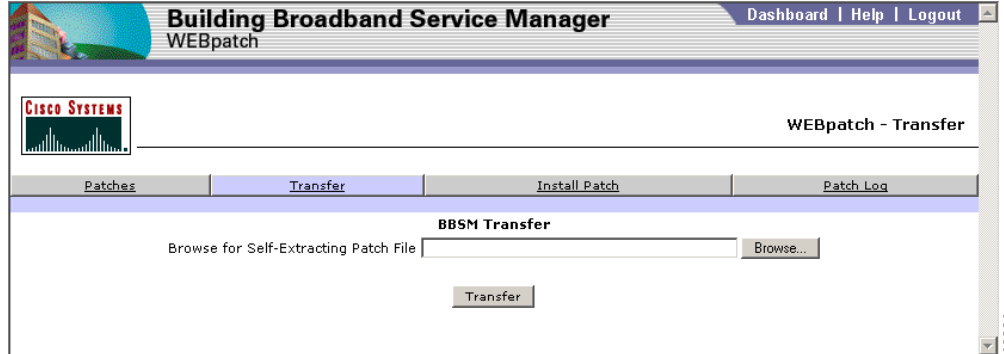 Building Broadband Service Manager
Dashboard | Help | Logout
WEBpatch
CISCO SYSTEMS
WEBpatch - Transfer
Patches
Transfer
Install Patch
Patch Log
BBSM Transfer
Browse for Self-Extracting Patch File
Browse...
Transfer